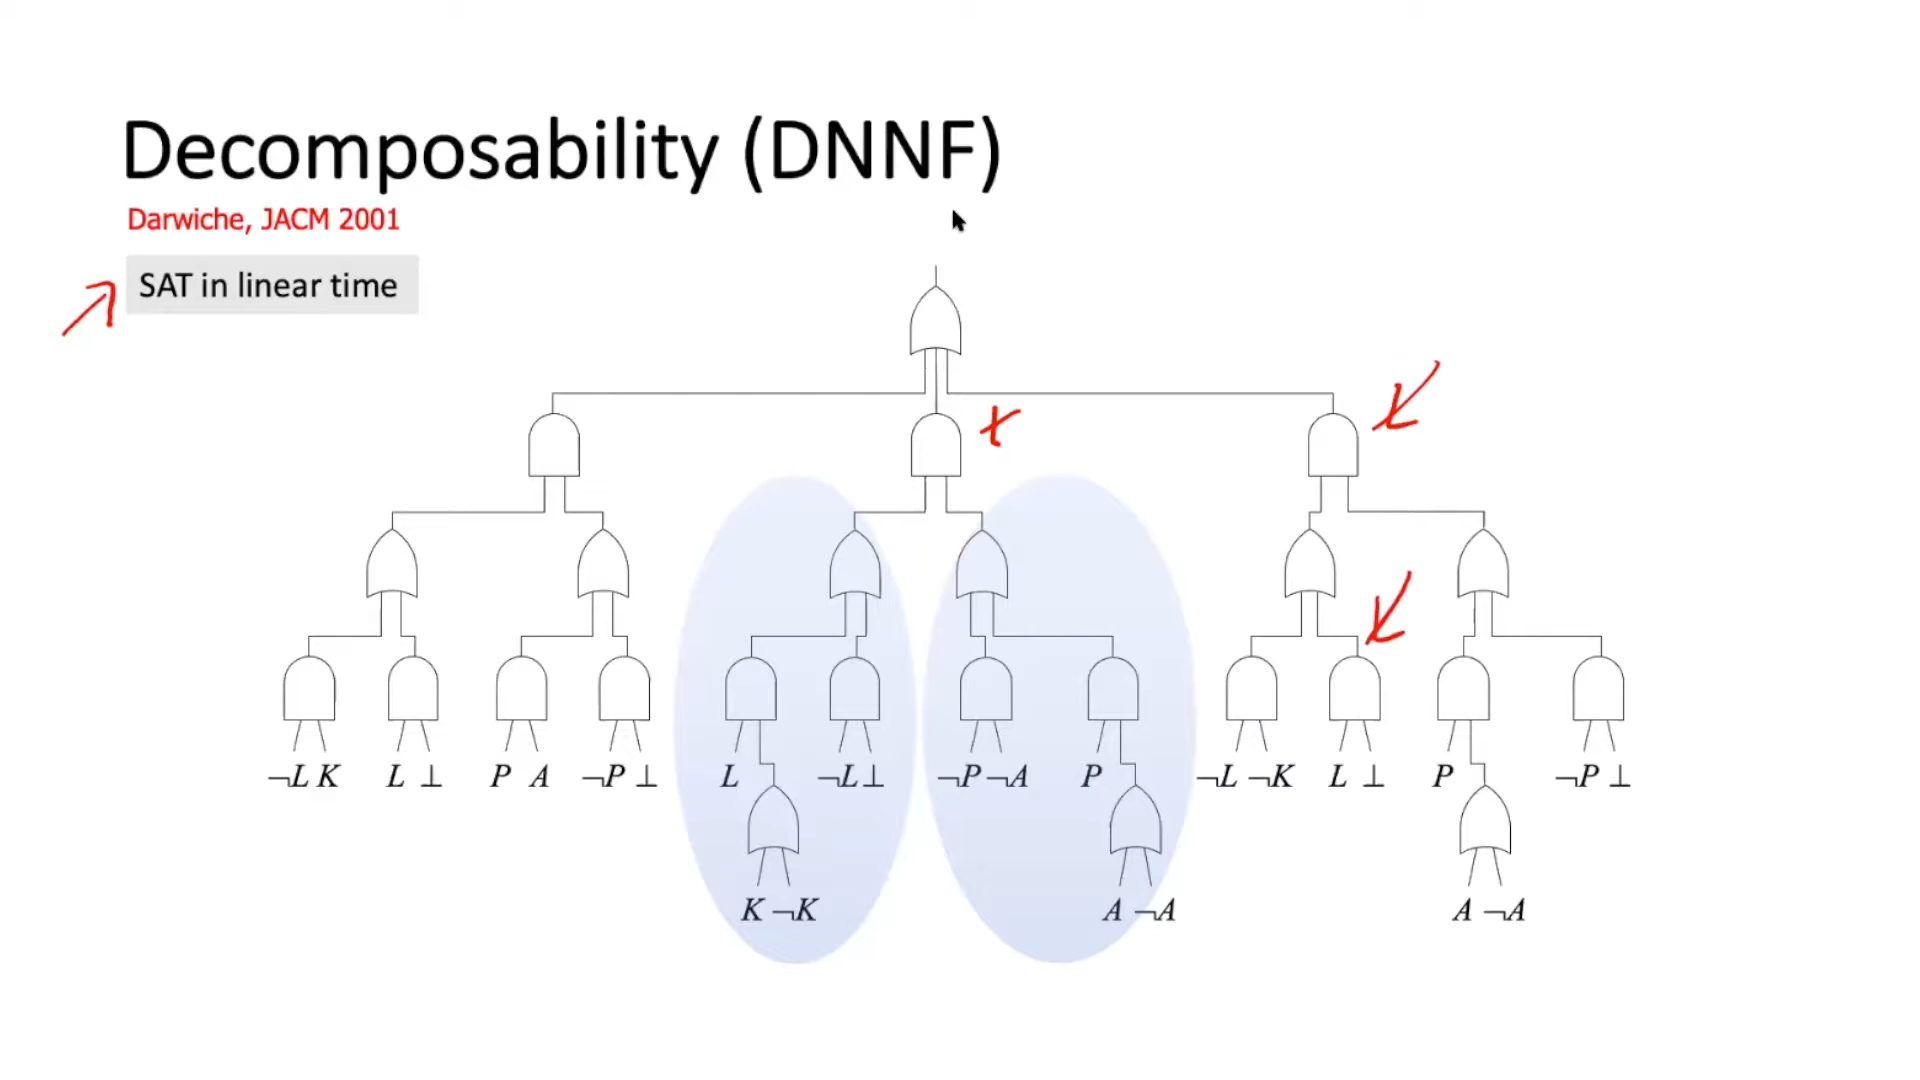 Decomposability (DNNF)
Darwiche, JACM 2001
SAT in linear time
¬L K L ⊥ P A ¬P ⊥ L ¬L ⊥ ¬P ¬A P ¬L ¬K L ⊥ P ¬P ⊥
K ¬K A ¬A A ¬A